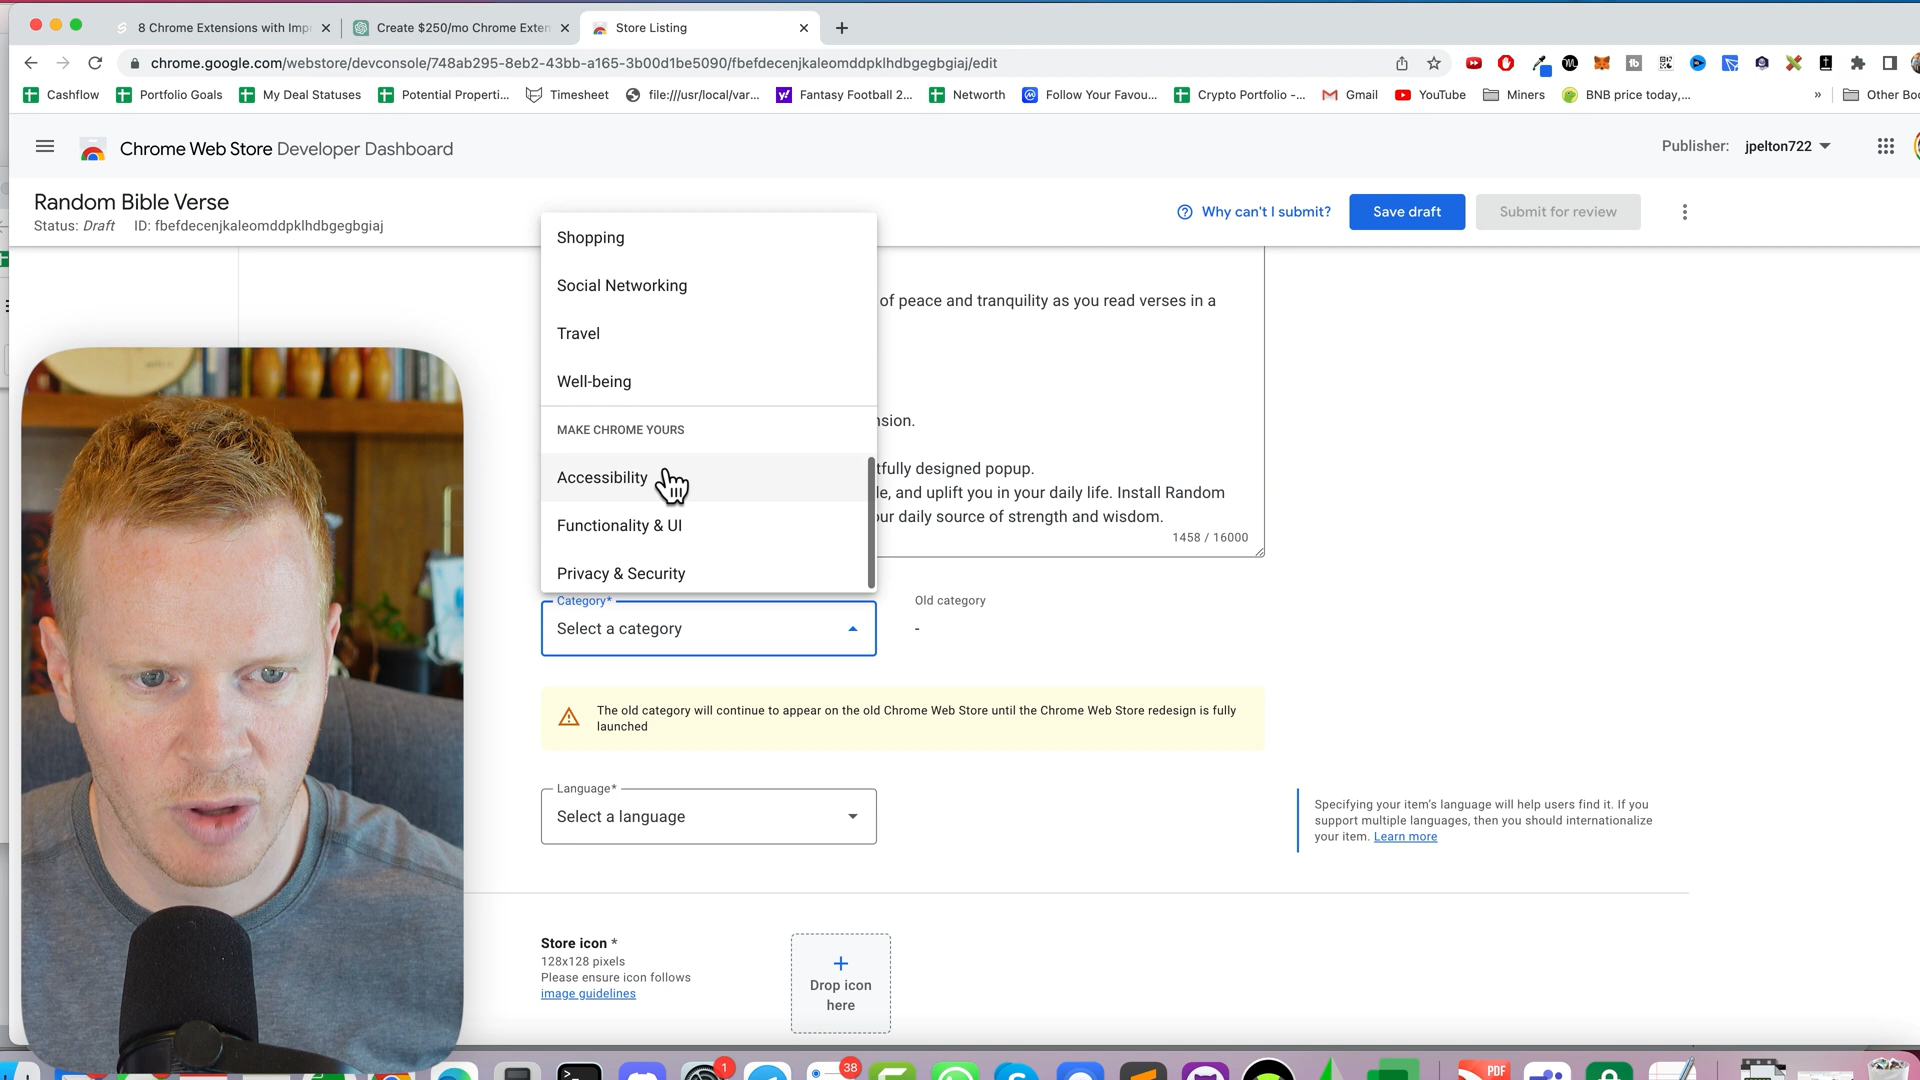 8 Chrome Extensions with Imp
Create $250/mo Chrome Exten
Store Listing
chrome.google.com/webstore/devconsole/748ab295-8eb2-43bb-a165-3b00d1be5090/fbefdecenjkaleomddpklhdbgegbgiaj/edit
Cashflow
Portfolio Goals
My Deal Statuses
Potential Properti...
Timesheet
file:///usr/local/var...
Fantasy Football 2...
Networth
Follow Your Favou...
Crypto Portfolio -...
Gmail
YouTube
Miners
BNB price today,...
»
Other Boo
Chrome Web Store Developer Dashboard
Publisher: jpelton722
Random Bible Verse
Status: Draft ID: fbefdecenjkaleomddpklhdbgegbgiaj
Why can't I submit?
Save draft
Submit for review
Shopping
Social Networking
Travel
Well-being
MAKE CHROME YOURS
Accessibility
Functionality & UI
Privacy & Security
of peace and tranquility as you read verses in a
nsion.
tfully designed popup.
le, and uplift you in your daily life. Install Random
ur daily source of strength and wisdom.
1458 / 16000
Category*
Select a category
Old category
-
The old category will continue to appear on the old Chrome Web Store until the Chrome Web Store redesign is fully
launched
Language*
Select a language
Specifying your item's language will help users find it. If you
support multiple languages, then you should internationalize
your item. Learn more
Store icon *
128x128 pixels
Please ensure icon follows
image guidelines
Drop icon
here
1
38
PDF